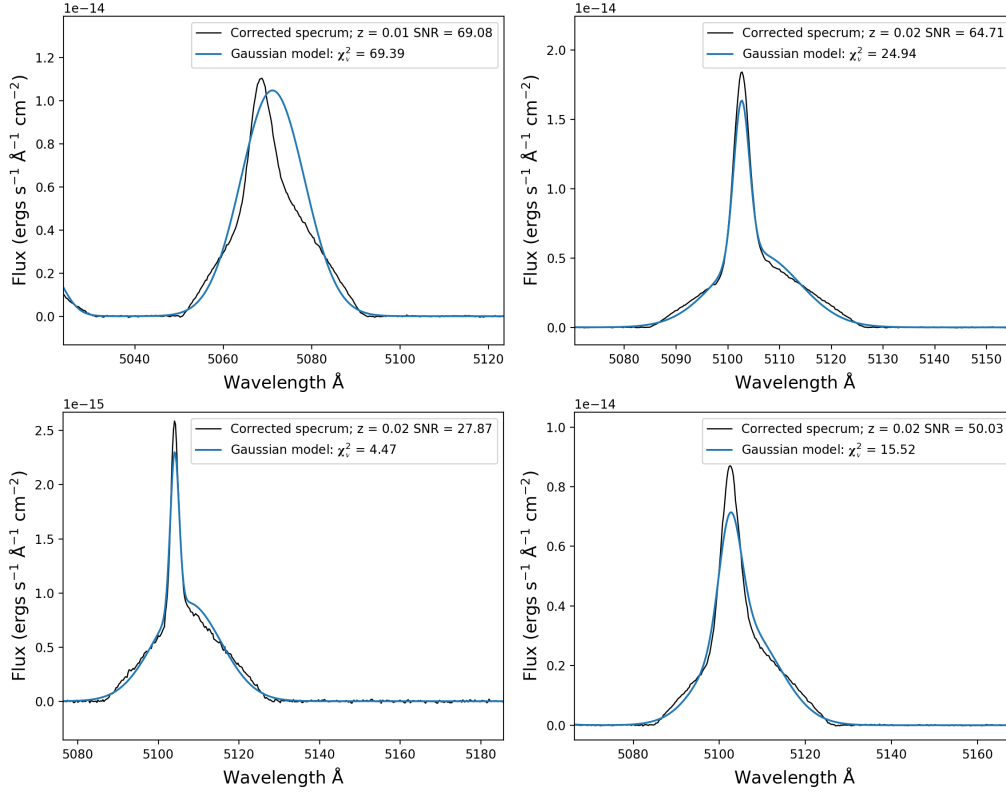 1e−14
Corrected specrum; z = 0.01 SNR = 69.08
Gaussian model: χ²ᵥ = 69.39
1.2
1.0
0.8
0.6
0.4
0.2
0.0
Flux (ergs s⁻¹ Å⁻¹ cm⁻²)
5040 5060 5080 5100 5120
Wavelength Å
1e−14
Corrected specrum; z = 0.02 SNR = 64.71
Gaussian model: χ²ᵥ = 24.94
2.0
1.5
1.0
0.5
0.0
Flux (ergs s⁻¹ Å⁻¹ cm⁻²)
5080 5090 5100 5110 5120 5130 5140 5150
Wavelength Å
1e−15
Corrected specrum; z = 0.02 SNR = 27.87
Gaussian model: χ²ᵥ = 4.47
2.5
2.0
1.5
1.0
0.5
0.0
Flux (ergs s⁻¹ Å⁻¹ cm⁻²)
5080 5100 5120 5140 5160 5180
Wavelength Å
1e−14
Corrected specrum; z = 0.02 SNR = 50.03
Gaussian model: χ²ᵥ = 15.52
1.0
0.8
0.6
0.4
0.2
0.0
Flux (ergs s⁻¹ Å⁻¹ cm⁻²)
5080 5100 5120 5140 5160
Wavelength Å